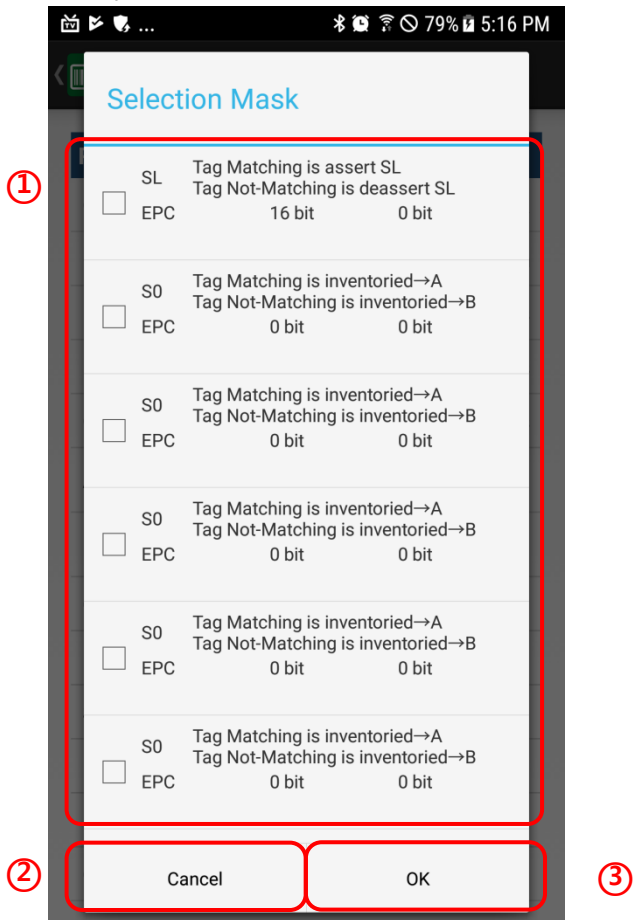 ... 79% 5:16 PM
Selection Mask
①
SL Tag Matching is assert SL
Tag Not-Matching is deassert SL
EPC 16 bit 0 bit
S0 Tag Matching is inventoried→A
Tag Not-Matching is inventoried→B
EPC 0 bit 0 bit
S0 Tag Matching is inventoried→A
Tag Not-Matching is inventoried→B
EPC 0 bit 0 bit
S0 Tag Matching is inventoried→A
Tag Not-Matching is inventoried→B
EPC 0 bit 0 bit
S0 Tag Matching is inventoried→A
Tag Not-Matching is inventoried→B
EPC 0 bit 0 bit
S0 Tag Matching is inventoried→A
Tag Not-Matching is inventoried→B
EPC 0 bit 0 bit
② Cancel OK ③